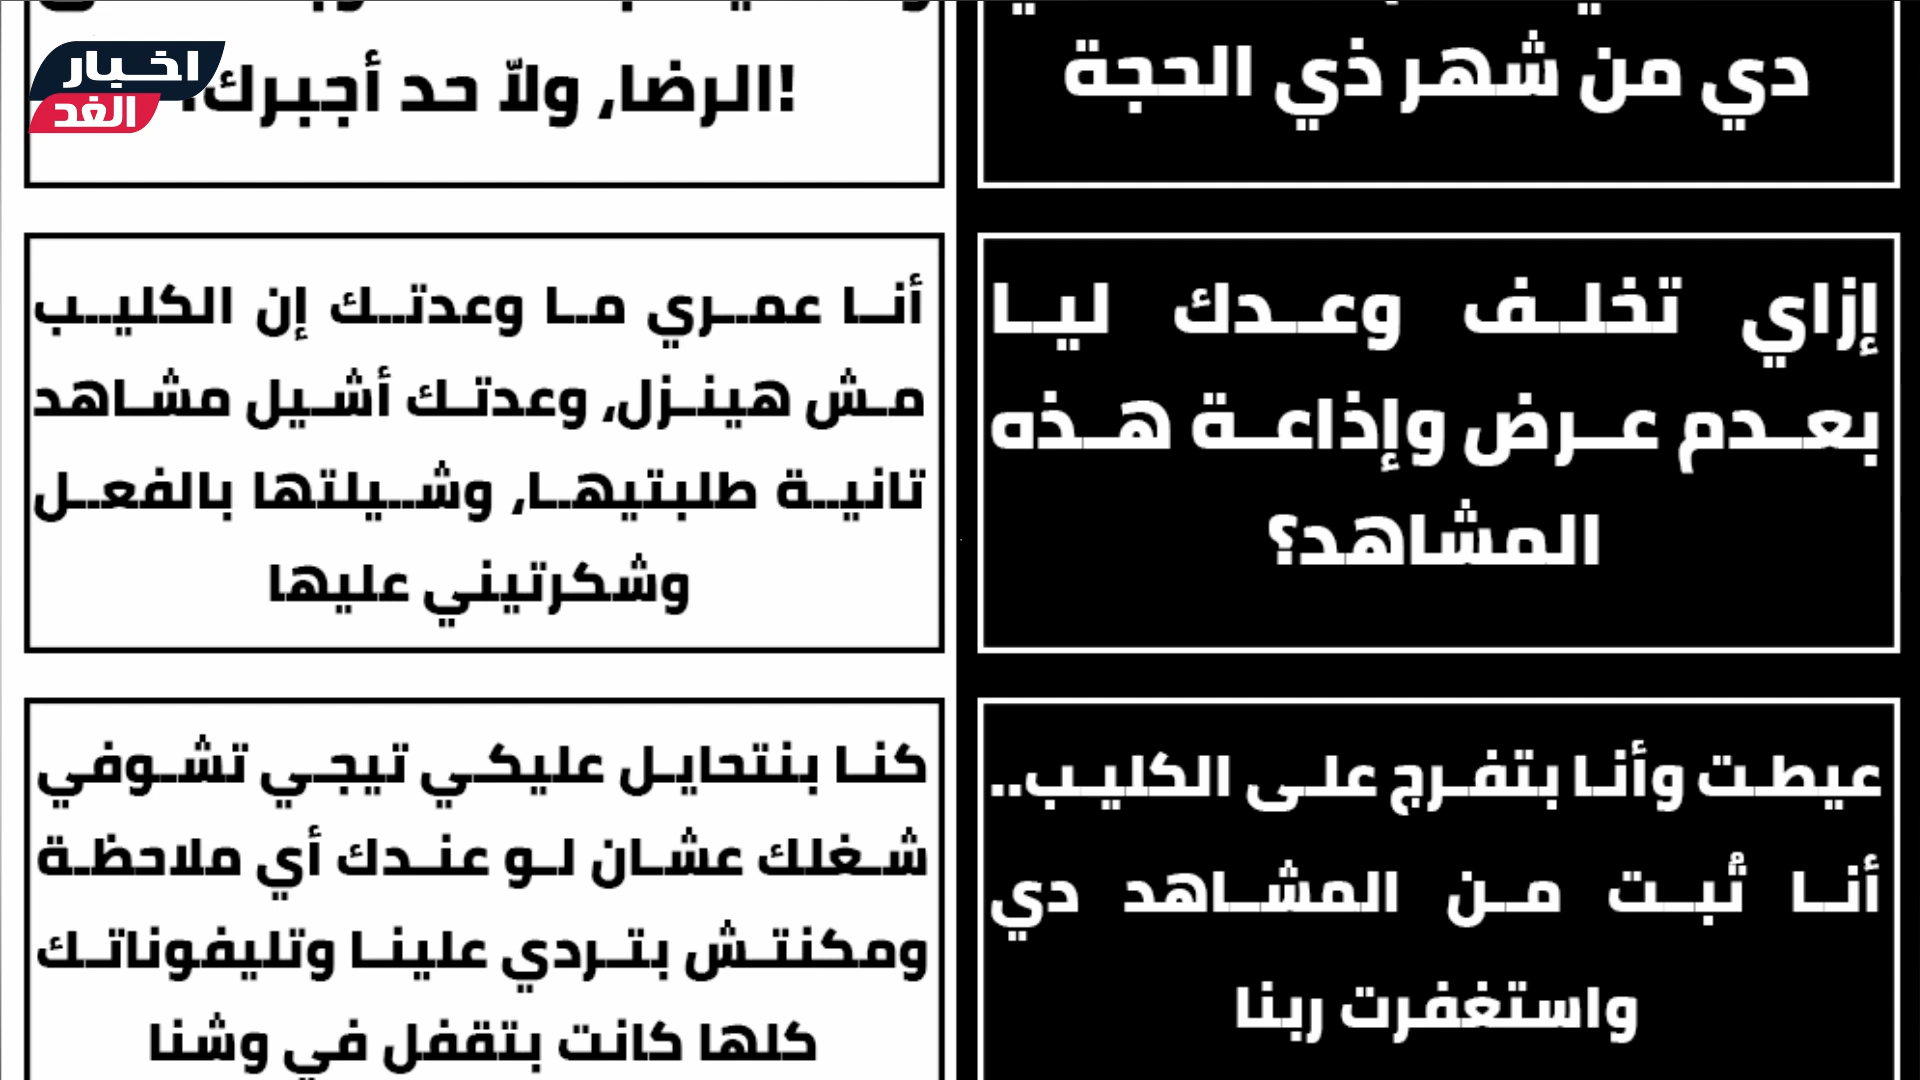 اخبار
الغد
دي من شهر ذي الحجة
!الرضا، ولاّ حد أجبرك
إزاي تخلف وعدك ليا
بعدم عرض وإذاعة هذه
المشاهد؟
أنا عمري ما وعدتك إن الكليب
مش هينزل، وعدتك أشيل مشاهد
تانية طلبتيها، وشيلتها بالفعل
وشكرتيني عليها
عيطت وأنا بتفرج على الكليب..
أنا تُبت من المشاهد دي
واستغفرت ربنا
كنا بنتحايل عليكي تيجي تشوفي
شغلك عشان لو عندك أي ملاحظة
ومكنتش بتردي علينا وتليفوناتك
كلها كانت بتقفل في وشنا